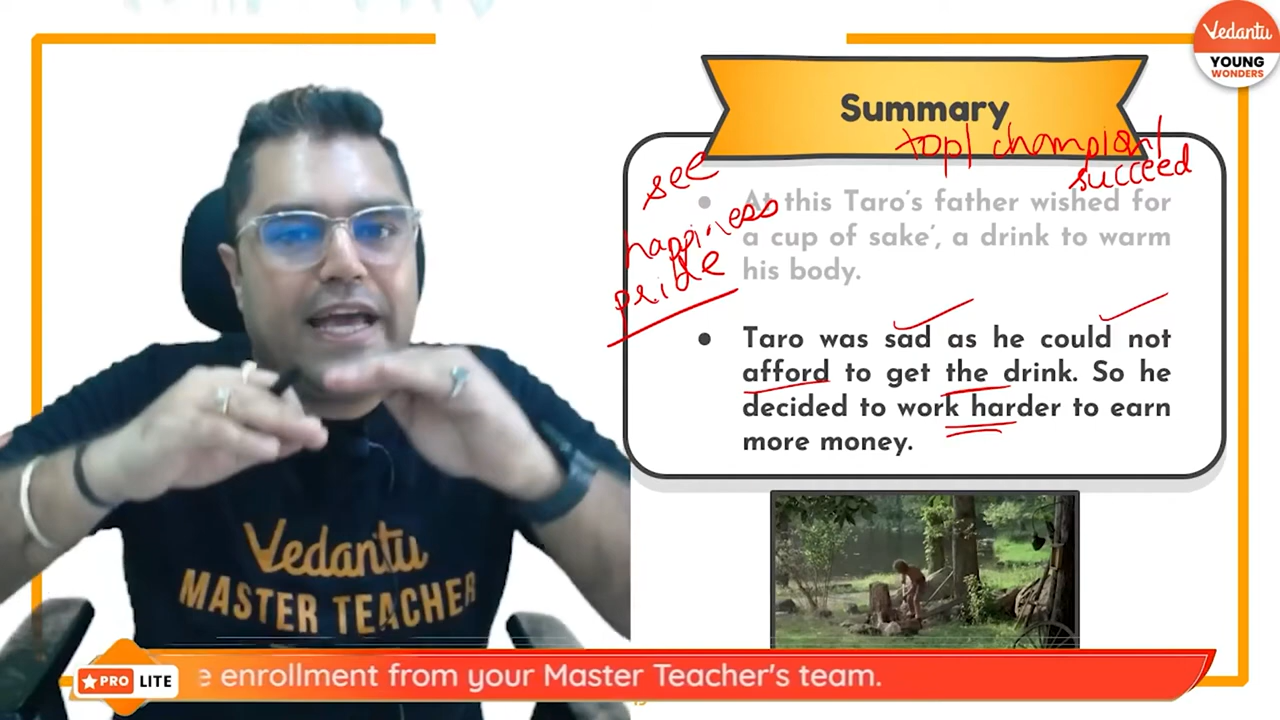 Vedantu
YOUNG
WONDERS
Summary
top/ champion/
succeed
see
happiness
pride
• At this Taro's father wished for
a cup of sake', a drink to warm
his body.
• Taro was sad as he could not
afford to get the drink. So he
decided to work harder to earn
more money.
Vedantu
MASTER TEACHER
PRO LITE
e enrollment from your Master Teacher's team.